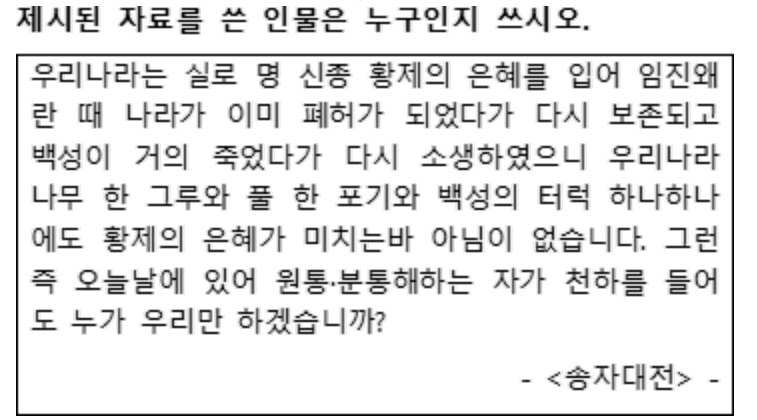 제시된 자료를 쓴 인물은 누구인지 쓰시오.
우리나라는 실로 명 신종 황제의 은혜를 입어 임진왜
란 때 나라가 이미 폐허가 되었다가 다시 보존되고
백성이 거의 죽었다가 다시 소생하였으니 우리나라
나무 한 그루와 풀 한 포기와 백성의 터럭 하나하나
에도 황제의 은혜가 미치는바 아님이 없습니다. 그런
즉 오늘날에 있어 원통·분통해하는 자가 천하를 들어
도 누가 우리만 하겠습니까?
- <송자대전> -